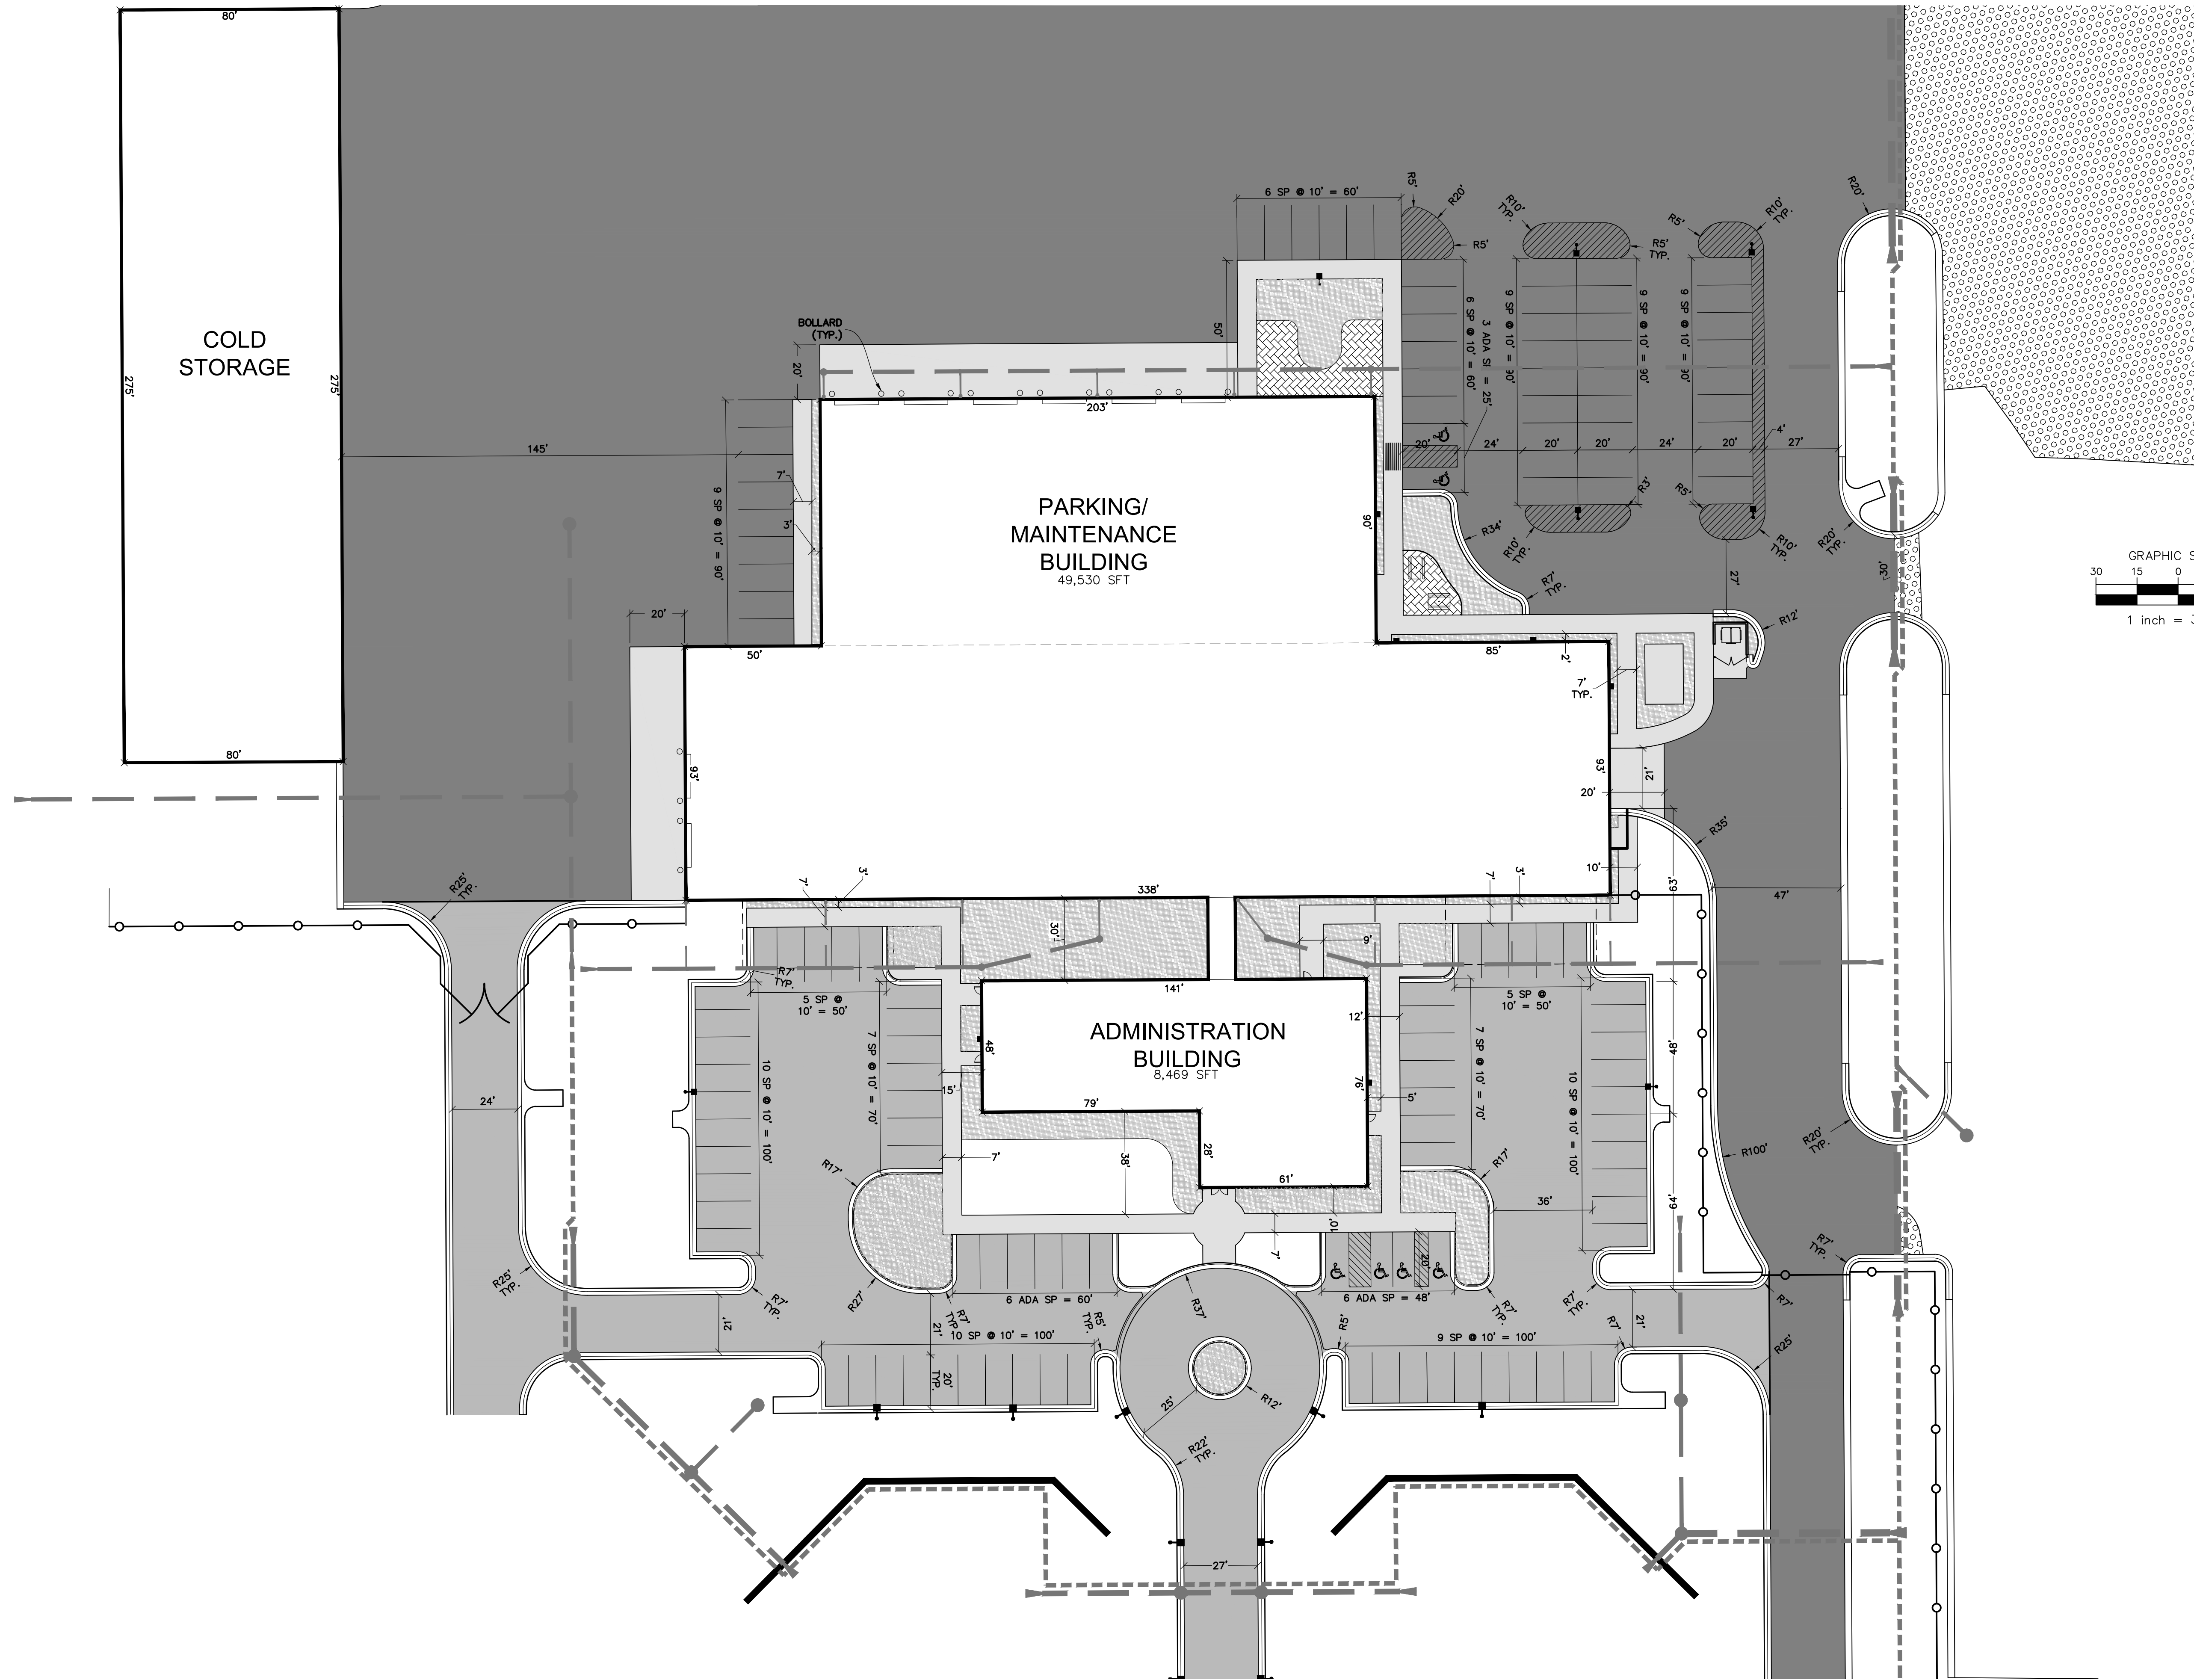 80'
COLD
STORAGE
275'
275'
80'
6 SP @ 10' = 60'
R5'
R20'
R5'
R10'
TYP.
R5'
TYP.
R5'
R10'
TYP.
R20'
BOLLARD
(TYP.)
20'
50'
203'
6 SP @ 10' = 60'
3 ADA SI = 25'
9 SP @ 10' = 90'
9 SP @ 10' = 90'
9 SP @ 10' = 90'
145'
20'
24'
20'
20'
24'
20'
4'
27'
7'
3'
9 SP @ 10' = 90'
PARKING/
MAINTENANCE
BUILDING
49,530 SFT
90'
R34'
R3'
R10'
TYP.
R5'
R10'
TYP.
R20'
TYP.
R7'
TYP.
27'
30'
GRAPHIC S
30 15 0
1 inch = 3
R12'
20'
50'
85'
2'
7'
TYP.
93'
93'
21'
20'
R35'
10'
63'
47'
R25'
TYP.
7'
3'
338'
7'
3'
30'
9'
R7'
TYP.
5 SP @
10' = 50'
141'
5 SP @
10' = 50'
12'
ADMINISTRATION
BUILDING
8,469 SFT
48'
76'
7 SP @ 10' = 70'
7 SP @ 10' = 70'
10 SP @ 10' = 100'
10 SP @ 10' = 100'
48'
24'
15'
79'
5'
28'
38'
7'
61'
R17'
R17'
R100'
R20'
TYP.
36'
64'
10'
7'
20'
R25'
TYP.
R7'
TYP.
R27'
R7'
TYP.
6 ADA SP = 60'
R37'
6 ADA SP = 48'
R7'
TYP.
R7'
TYP.
R7'
R7'
TYP.
21'
21'
10 SP @ 10' = 100'
R5'
TYP.
R5'
9 SP @ 10' = 100'
R7'
21'
R25'
20'
TYP.
25'
R12'
R22'
TYP.
27'